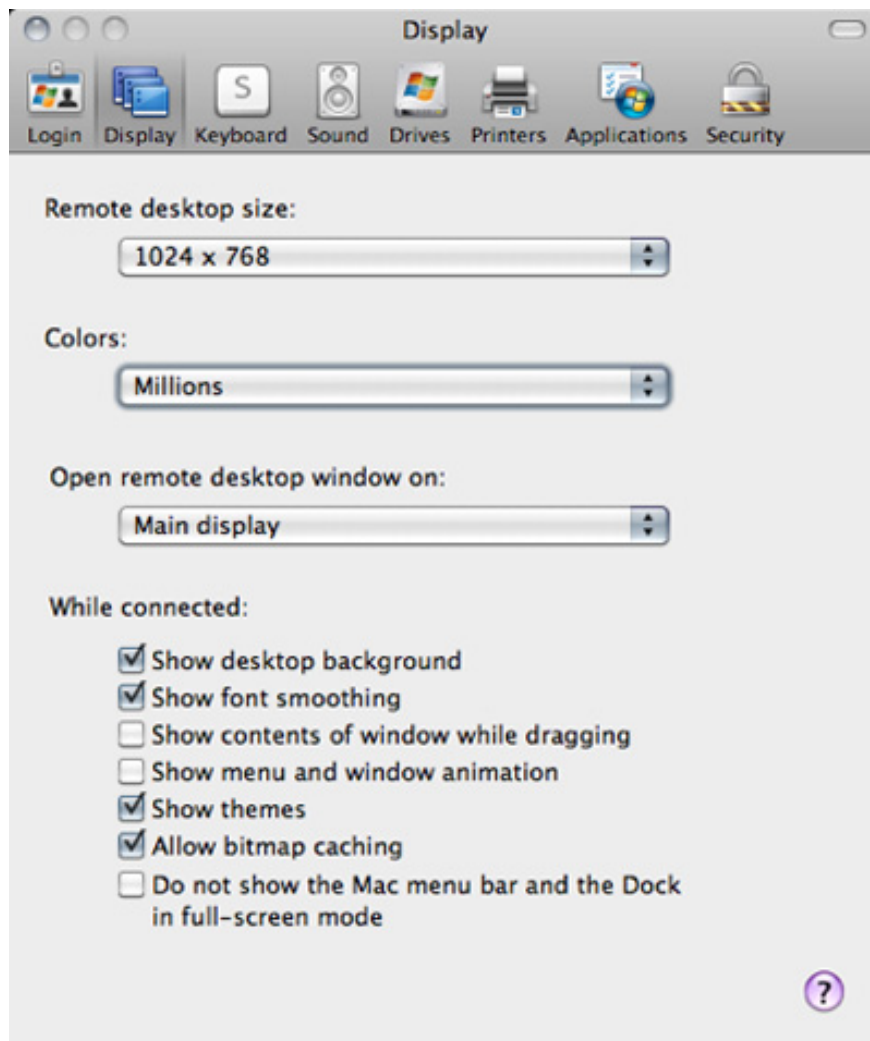 Display
Login Display Keyboard Sound Drives Printers Applications Security
S
Remote desktop size:
1024 x 768
Colors:
Millions
Open remote desktop window on:
Main display
While connected:
Show desktop background
Show font smoothing
Show contents of window while dragging
Show menu and window animation
Show themes
Allow bitmap caching
Do not show the Mac menu bar and the Dock
in full-screen mode
?